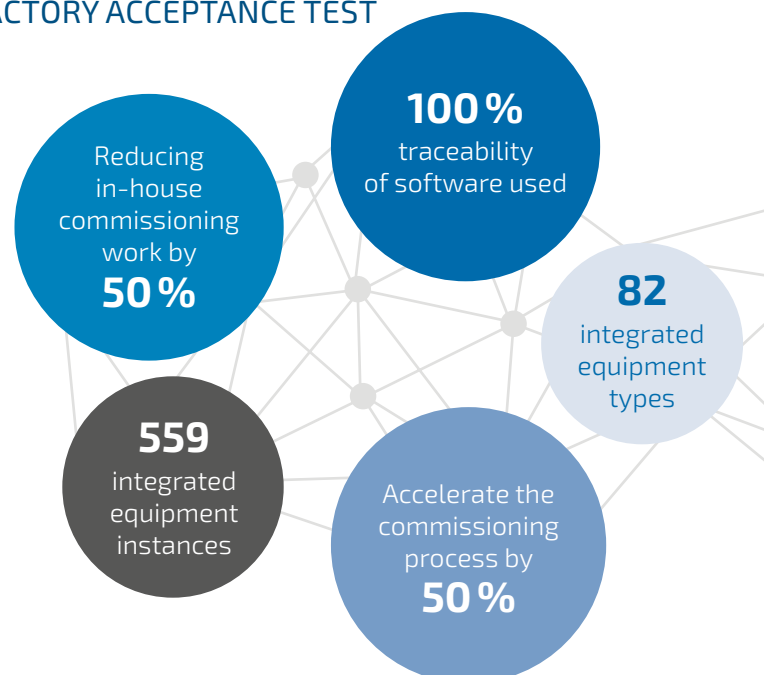 ACTORY ACCEPTANCE TEST
100 %
traceability
of software used
Reducing
in-house
commissioning
work by
50 %
82
integrated
equipment
types
559
integrated
equipment
instances
Accelerate the
commissioning
process by
50 %